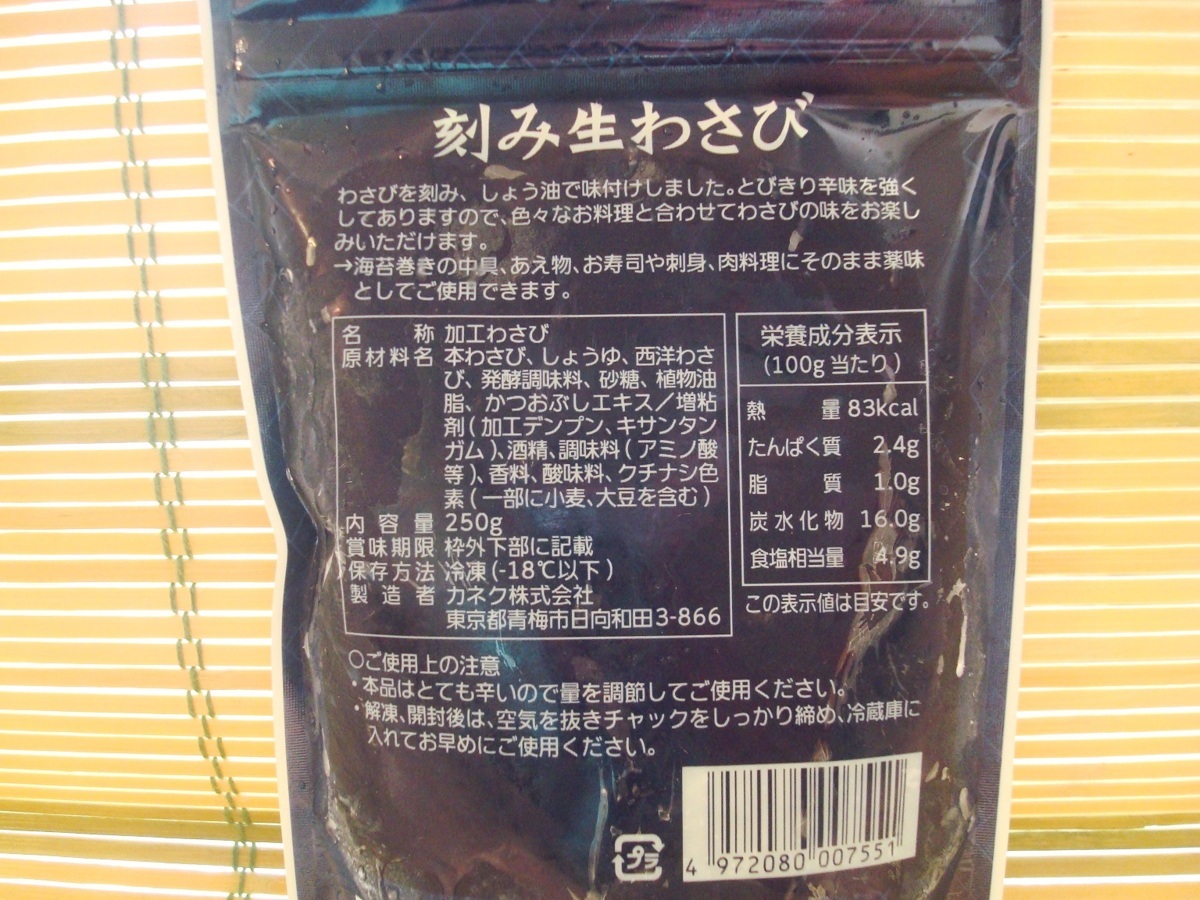 刻み生わさび
わさびを刻み、しょう油で味付けしました。とびきり辛味を強く
してありますので、色々なお料理と合わせてわさびの味をお楽し
みいただけます。
→海苔巻きの中具、あえ物、お寿司や刺身、肉料理にそのまま薬味
としてご使用できます。
名称 加工わさび
原材料名 本わさび、しょうゆ、西洋わさ
び、発酵調味料、砂糖、植物油
脂、かつおぶしエキス／増粘
剤(加工デンプン、キサンタン
ガム)、酒精、調味料(アミノ酸
等)、香料、酸味料、クチナシ色
素(一部に小麦、大豆を含む)
内容量 250g
賞味期限 枠外下部に記載
保存方法 冷凍(-18℃以下)
製造者 カネク株式会社
東京都青梅市日向和田3-866
栄養成分表示
(100g当たり)
熱量 83kcal
たんぱく質 2.4g
脂質 1.0g
炭水化物 16.0g
食塩相当量 4.9g
この表示値は目安です。
○ご使用上の注意
・本品はとても辛いので量を調節してご使用ください。
・解凍、開封後は、空気を抜きチャックをしっかり締め、冷蔵庫に
入れてお早めにご使用ください。
プラ
4 972080 007551